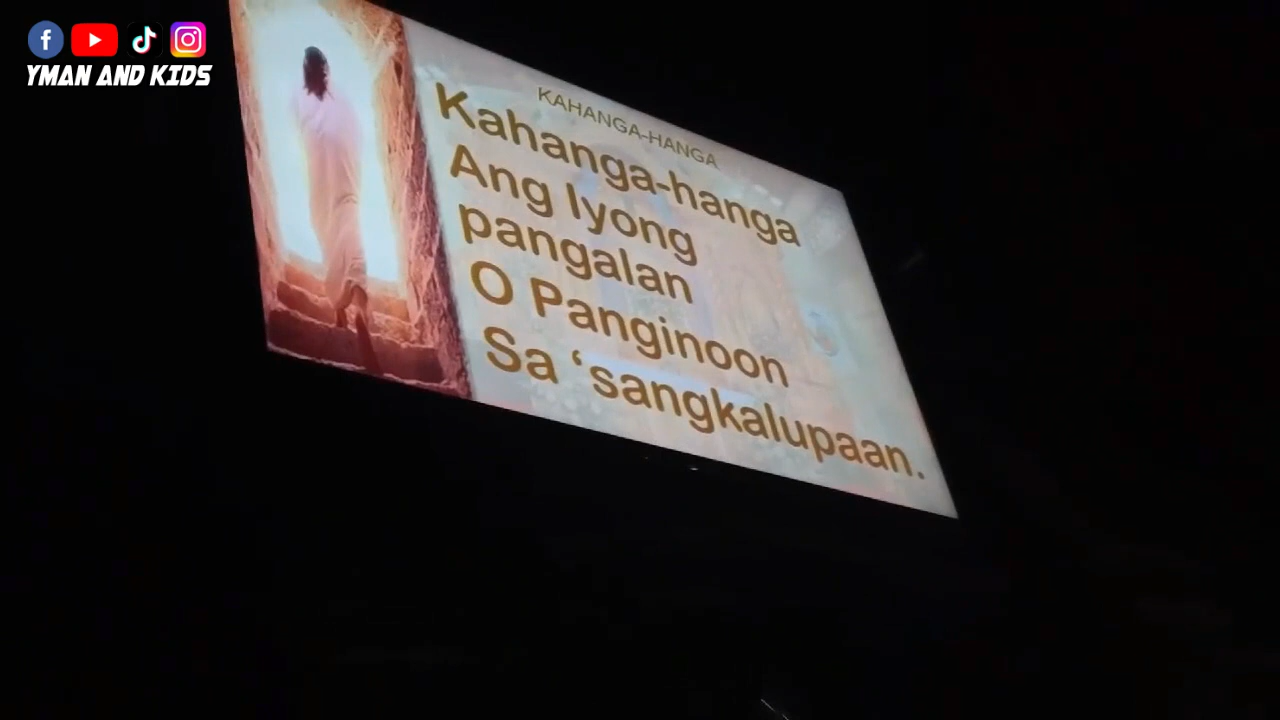 YMAN AND KIDS
KAHANGA-HANGA
Kahanga-hanga
Ang Iyong
pangalan
O Panginoon
Sa ‘sangkalupaan.